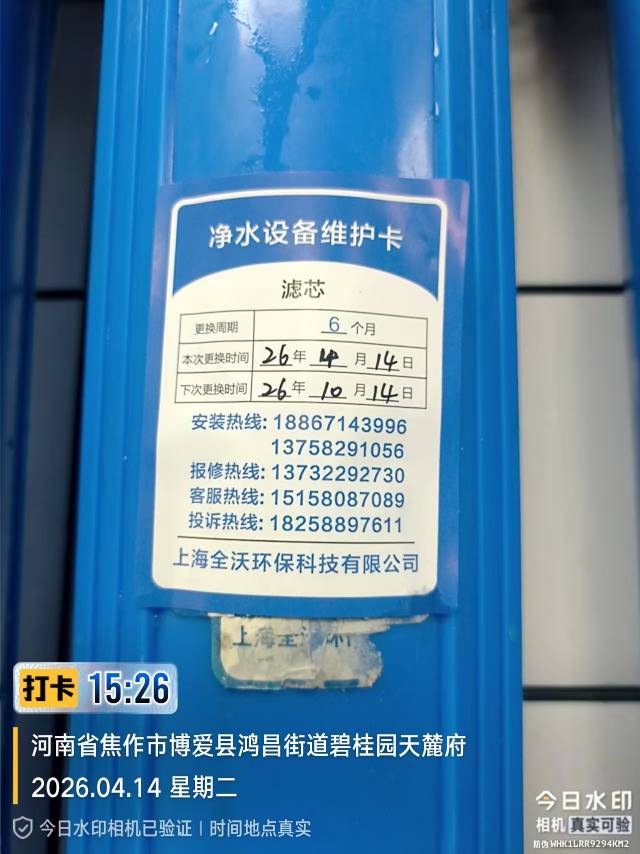 净水设备维护卡
滤芯
更换周期 6 个月
本次更换时间 26 年 4 月 14 日
下次更换时间 26 年 10 月 14 日
安装热线: 18867143996
13758291056
报修热线: 13732292730
客服热线: 15158087089
投诉热线: 18258897611
上海全沃环保科技有限公司
上海全
打卡 15:26
河南省焦作市博爱县鸿昌街道碧桂园天麓府
2026.04.14 星期二
今日水印相机已验证 | 时间地点真实
今日水印
相机 真实可验
防伪 WHK1LRR9294KM2